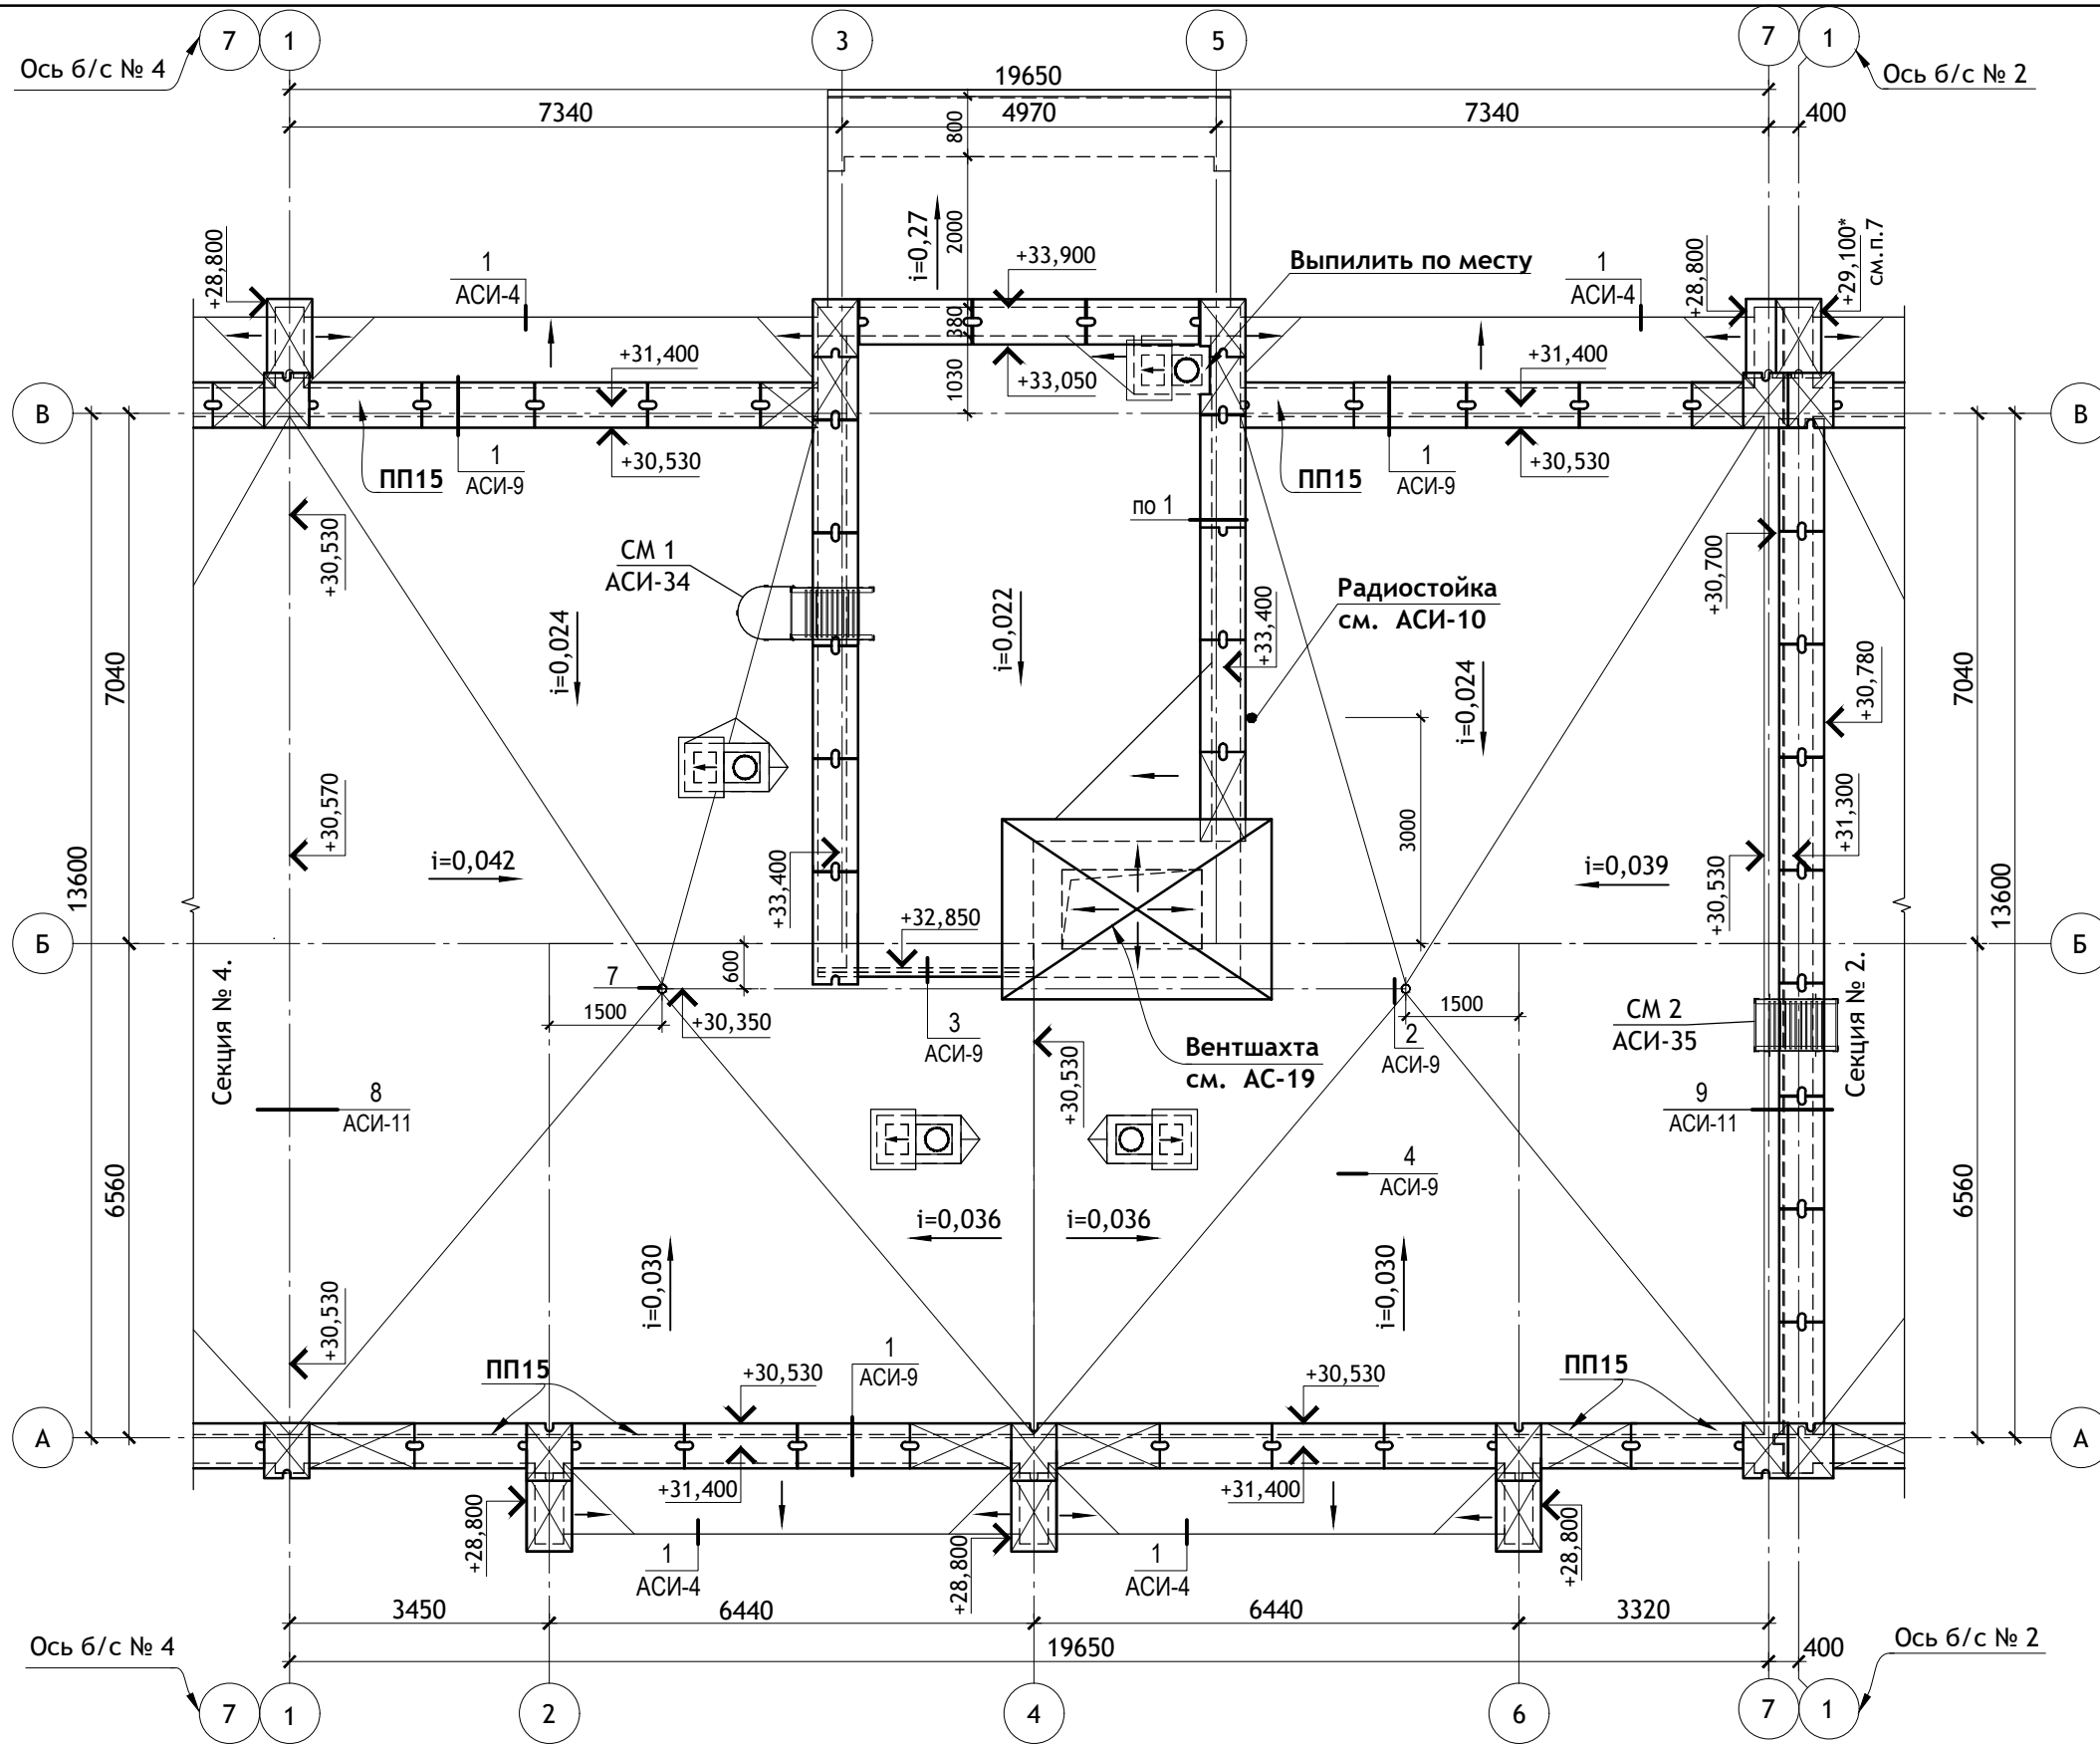 7 1 3 5 7 1
Ось б/с № 4
Ось б/с № 2
19650
7340 4970 7340 400
800
2000
i=0,27
380
1030
+28,800
1
АСИ-4
+33,900
Выпилить по месту
1
АСИ-4
+28,800
+29,100*
см.п.7
+31,400
+33,050
+31,400
В
В
ПП15
1
АСИ-9
+30,530
ПП15
1
АСИ-9
+30,530
по 1
+30,530
СМ 1
АСИ-34
i=0,024
i=0,022
+33,400
Радиостойка
см. АСИ-10
+30,700
7040
i=0,024
+30,780
7040
+30,570
3000
+31,300
13600
i=0,042
+33,400
i=0,039
+30,530
13600
+32,850
Б
Б
600
Секция № 4.
7
1500
+30,350
3
АСИ-9
Вентшахта
см. АС-19
2
АСИ-9
1500
СМ 2
АСИ-35
Секция № 2.
+30,530
8
АСИ-11
9
АСИ-11
4
АСИ-9
6560
6560
i=0,036
i=0,036
i=0,030
i=0,030
+30,530
ПП15
+30,530
1
АСИ-9
+30,530
ПП15
А
А
+31,400
+31,400
+28,800
1
АСИ-4
+28,800
1
АСИ-4
+28,800
3450 6440 6440 3320
19650
400
Ось б/с № 4
Ось б/с № 2
7 1 2 4 6 7 1